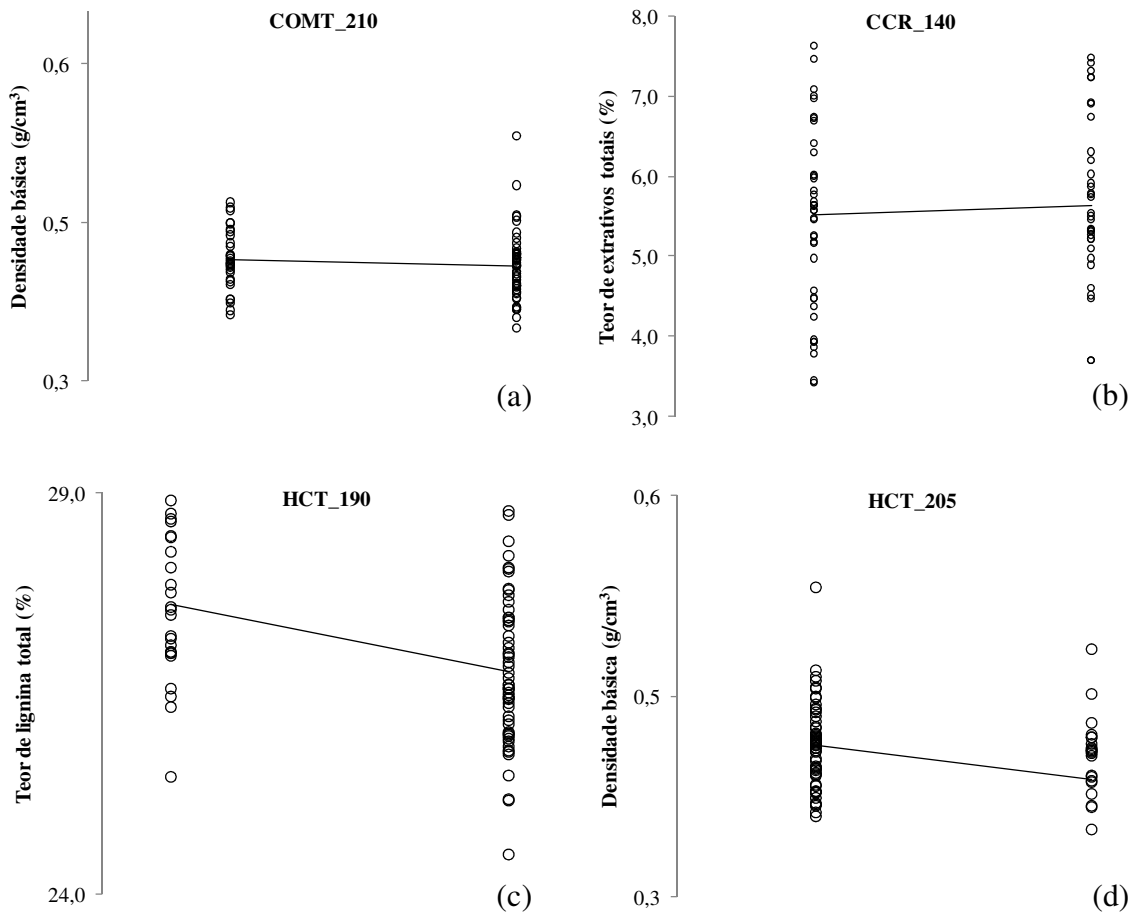 COMT_210
0,6
0,5
0,3
Densidade básica (g/cm³)
(a)
CCR_140
8,0
7,0
6,0
5,0
4,0
3,0
Teor de extrativos totais (%)
(b)
HCT_190
29,0
24,0
Teor de lignina total (%)
(c)
HCT_205
0,6
0,5
0,3
Densidade básica (g/cm³)
(d)